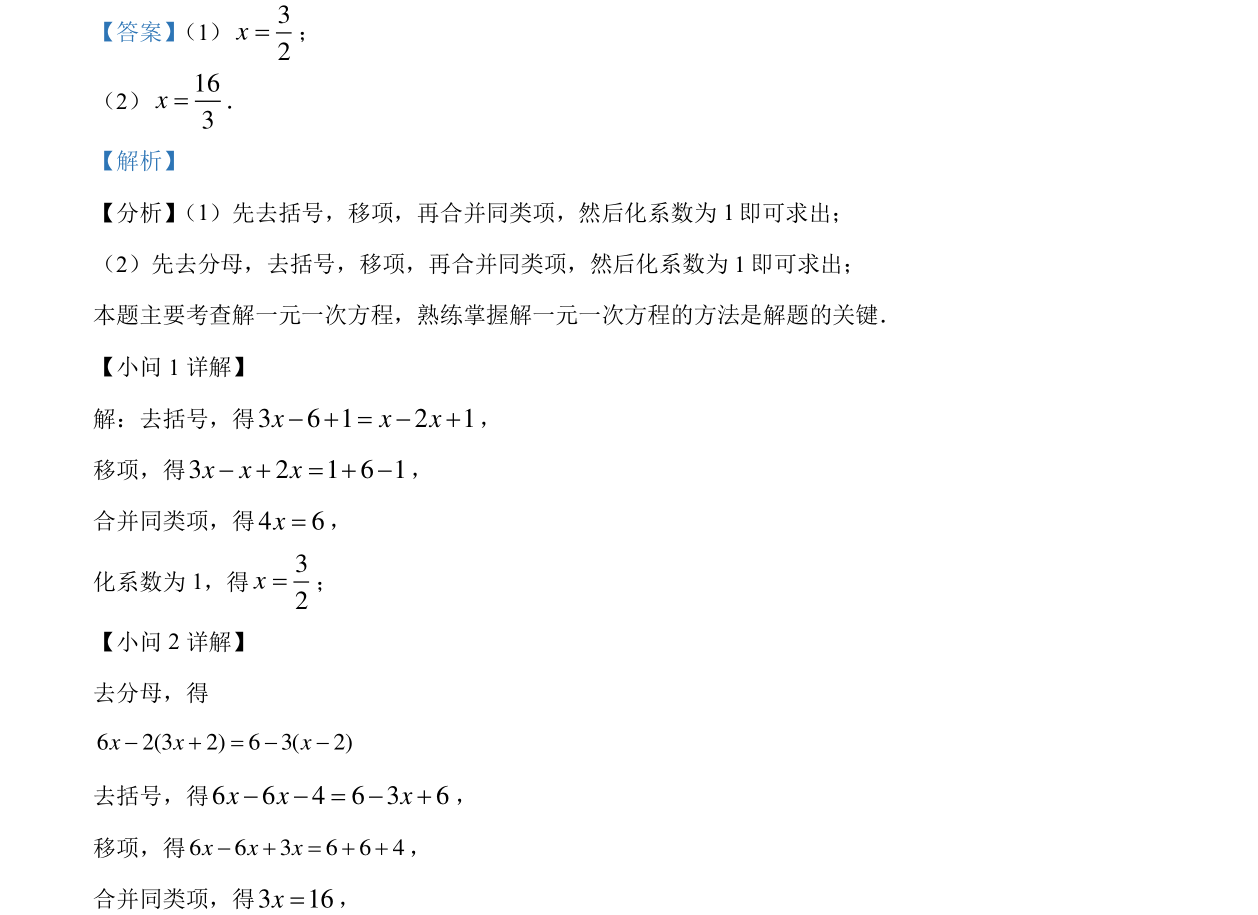 【答案】（1）x = 3/2；
（2）x = 16/3．
【解析】
【分析】（1）先去括号，移项，再合并同类项，然后化系数为 1 即可求出；
（2）先去分母，去括号，移项，再合并同类项，然后化系数为 1 即可求出；
本题主要考查解一元一次方程，熟练掌握解一元一次方程的方法是解题的关键．
【小问 1 详解】
解：去括号，得 3x − 6 + 1 = x − 2x + 1，
移项，得 3x − x + 2x = 1 + 6 − 1，
合并同类项，得 4x = 6，
化系数为 1，得 x = 3/2；
【小问 2 详解】
去分母，得
6x − 2(3x + 2) = 6 − 3(x − 2)
去括号，得 6x − 6x − 4 = 6 − 3x + 6，
移项，得 6x − 6x + 3x = 6 + 6 + 4，
合并同类项，得 3x = 16，